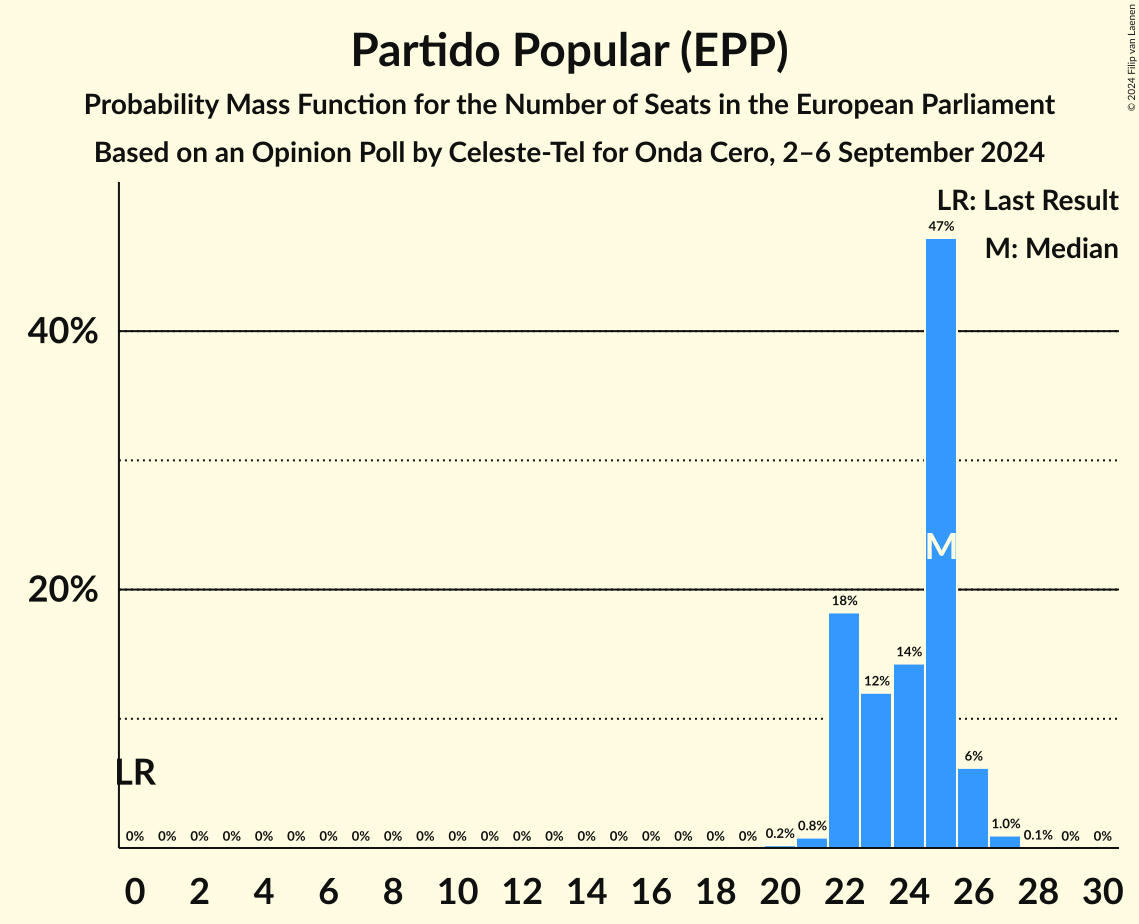 Partido Popular (EPP)
Probability Mass Function for the Number of Seats in the European Parliament
Based on an Opinion Poll by Celeste-Tel for Onda Cero, 2–6 September 2024
© 2024 Filip van Laenen
LR: Last Result
M: Median
47%
40%
M
20%
18%
14%
12%
6%
LR
0% 0% 0% 0% 0% 0% 0% 0% 0% 0% 0% 0% 0% 0% 0% 0% 0% 0% 0% 0% 0.2% 0.8% 1.0% 0.1% 0% 0%
0 2 4 6 8 10 12 14 16 18 20 22 24 26 28 30